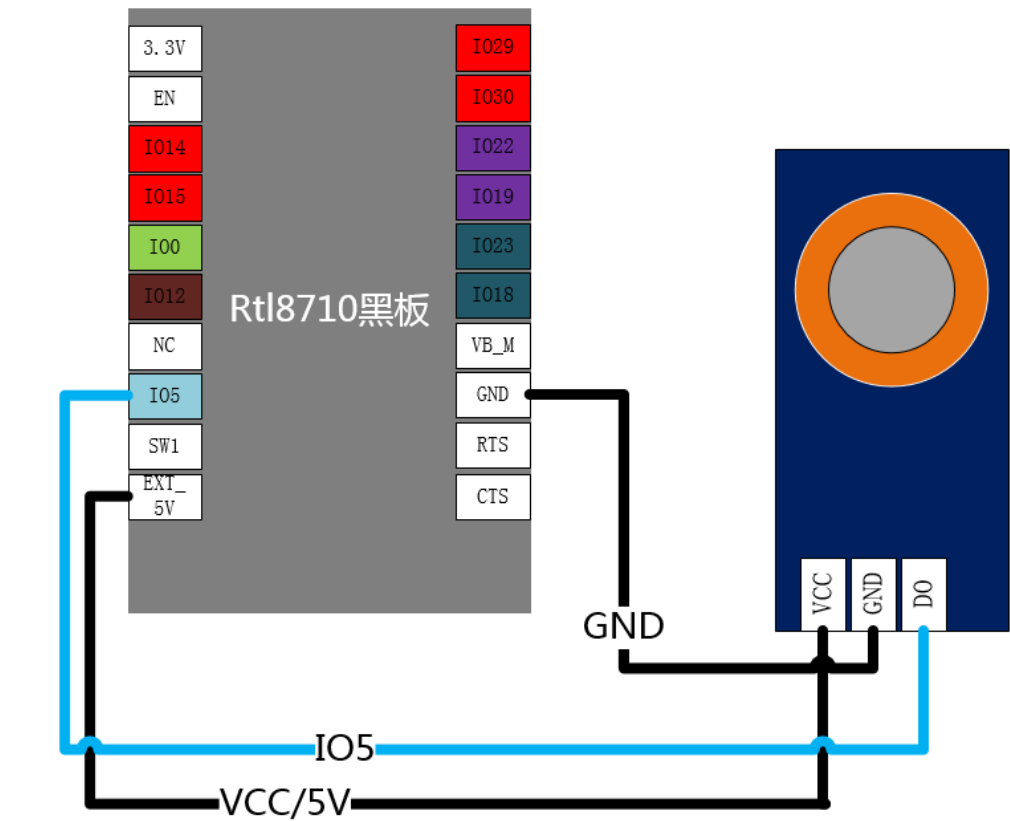 3.3V
EN
IO14
IO15
IO0
IO12
NC
IO5
SW1
EXT_
5V
Rtl8710黑板
IO29
IO30
IO22
IO19
IO23
IO18
VB_M
GND
RTS
CTS
VCC
GND
DO
GND
IO5
VCC/5V